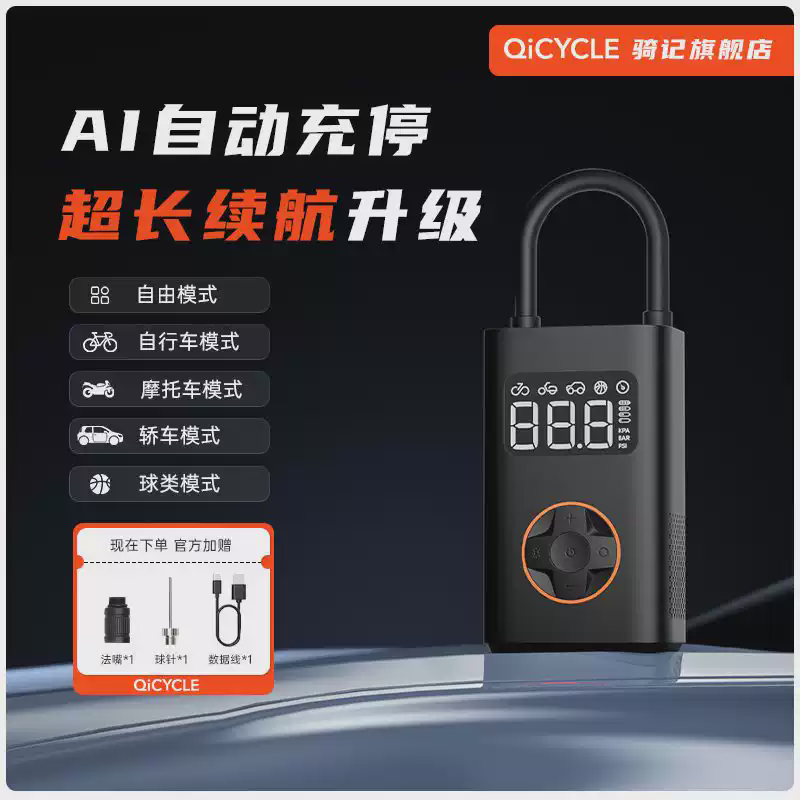 QiCYCLE 骑记旗舰店
AI自动充停
超长续航升级
自由模式
自行车模式
摩托车模式
轿车模式
球类模式
88.8
KPA
BAR
PSI
现在下单 官方加赠
法嘴*1 球针*1 数据线*1
QiCYCLE